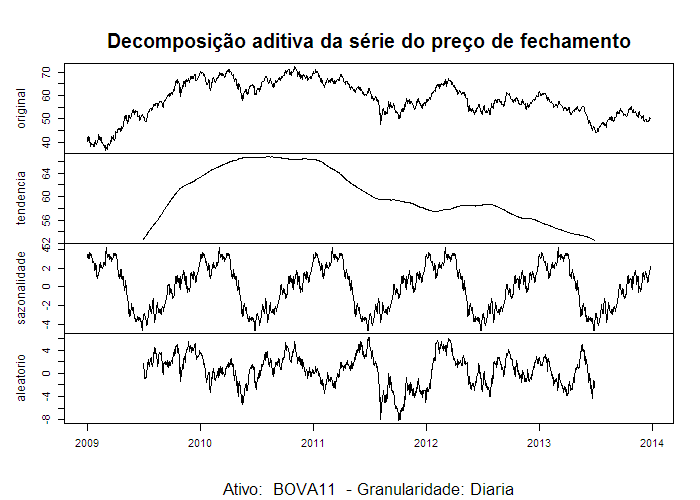 Decomposição aditiva da série do preço de fechamento
original
40 50 60 70
tendencia
52 56 60 64
sazonalidade
-4 -2 0 2 4
aleatorio
-8 -4 0 4
2009 2010 2011 2012 2013 2014
Ativo: BOVA11 - Granularidade: Diaria